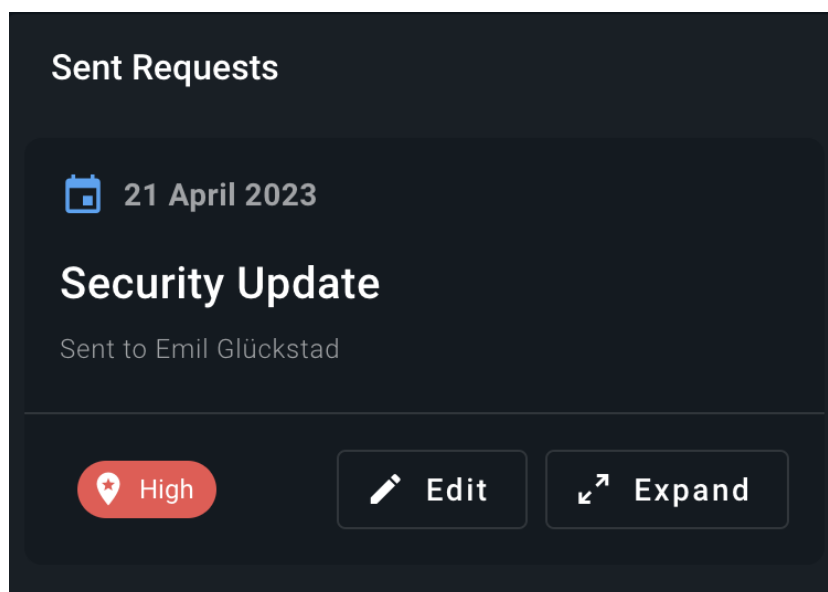 Sent Requests
21 April 2023
Security Update
Sent to Emil Glückstad
High
Edit
Expand